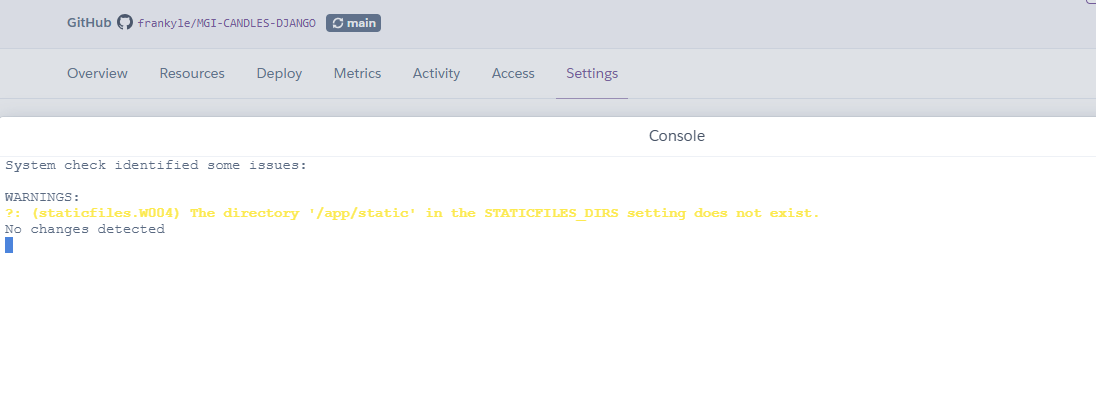 GitHub frankyle/MGI-CANDLES-DJANGO main
Overview Resources Deploy Metrics Activity Access Settings
Console
System check identified some issues:
WARNINGS:
?: (staticfiles.W004) The directory '/app/static' in the STATICFILES_DIRS setting does not exist.
No changes detected